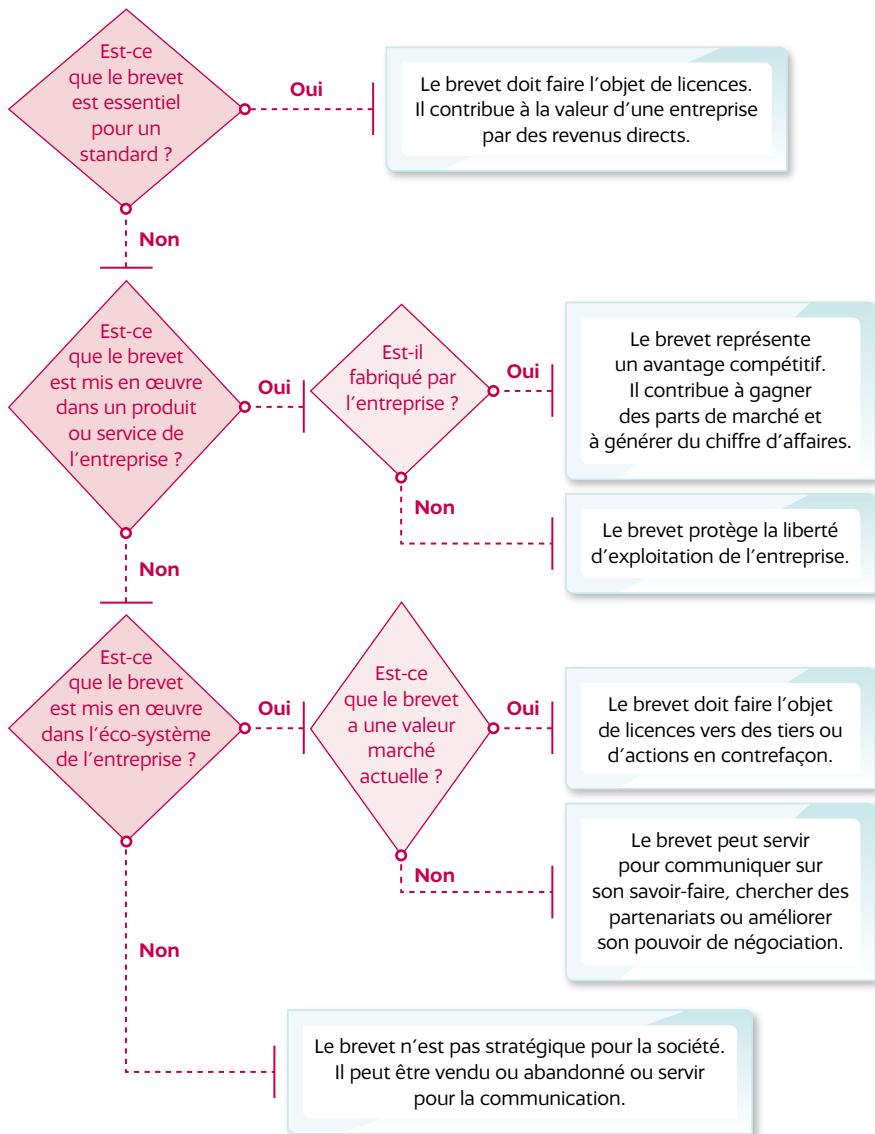 Est-ce
que le brevet
est essentiel
pour un
standard ?
Oui
Le brevet doit faire l’objet de licences.
Il contribue à la valeur d’une entreprise
par des revenus directs.
Non
Est-ce
que le brevet
est mis en œuvre
dans un produit
ou service de
l’entreprise ?
Oui
Est-il
fabriqué par
l’entreprise ?
Oui
Le brevet représente
un avantage compétitif.
Il contribue à gagner
des parts de marché et
à générer du chiffre d’affaires.
Non
Le brevet protège la liberté
d’exploitation de l’entreprise.
Non
Est-ce
que le brevet
est mis en œuvre
dans l’éco-système
de l’entreprise ?
Oui
Est-ce
que le brevet
a une valeur
marché
actuelle ?
Oui
Le brevet doit faire l’objet
de licences vers des tiers ou
d’actions en contrefaçon.
Non
Le brevet peut servir
pour communiquer sur
son savoir-faire, chercher des
partenariats ou améliorer
son pouvoir de négociation.
Non
Le brevet n’est pas stratégique pour la société.
Il peut être vendu ou abandonné ou servir
pour la communication.